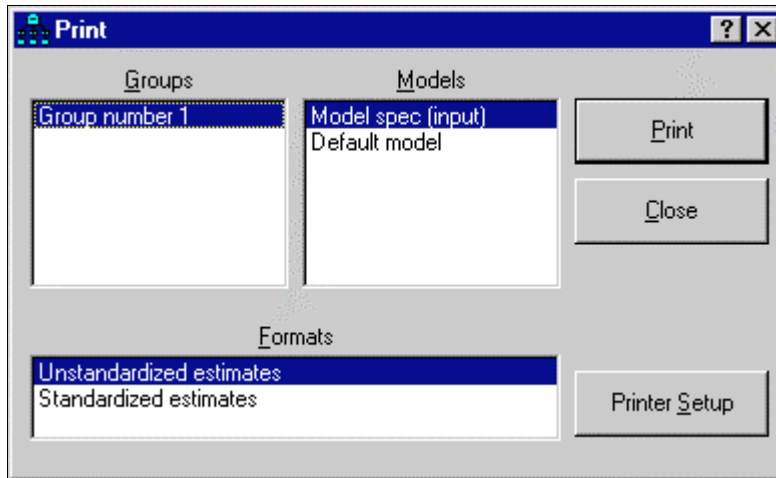 Print
Groups
Models
Group number 1
Model spec (input)
Default model
Print
Close
Formats
Unstandardized estimates
Standardized estimates
Printer Setup